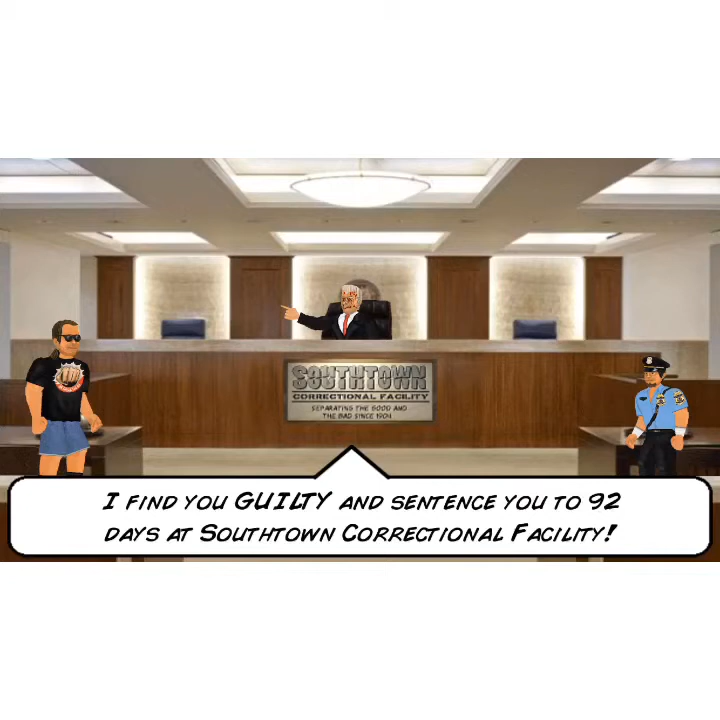 SOUTHTOWN
CORRECTIONAL FACILITY
SEPARATING THE GOOD AND
THE BAD SINCE 1904
I FIND YOU GUILTY AND SENTENCE YOU TO 92
DAYS AT SOUTHTOWN CORRECTIONAL FACILITY!